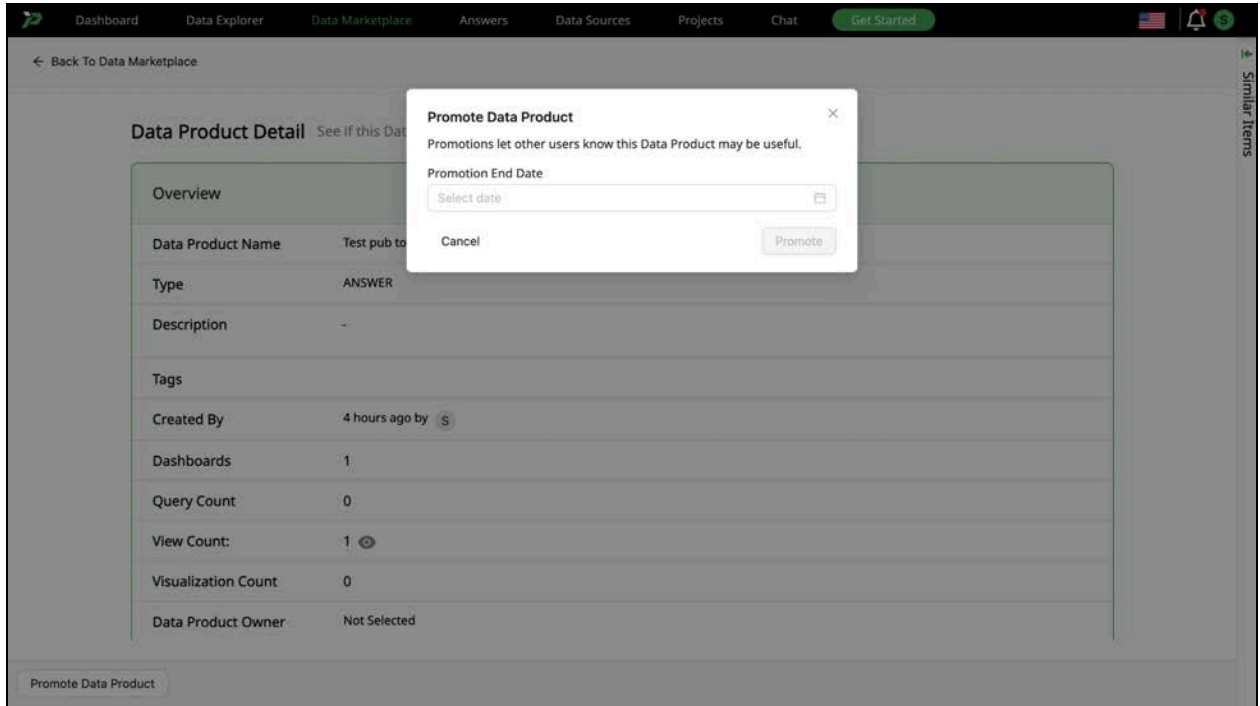 Dashboard Data Explorer Data Marketplace Answers Data Sources Projects Chat Get Started S
Back To Data Marketplace
Similar Items
Promote Data Product
Promotions let other users know this Data Product may be useful.
Promotion End Date
Select date
Cancel Promote
Data Product Detail See if this Dat
Overview
Data Product Name Test pub to
Type ANSWER
Description -
Tags
Created By 4 hours ago by S
Dashboards 1
Query Count 0
View Count: 1
Visualization Count 0
Data Product Owner Not Selected
Promote Data Product